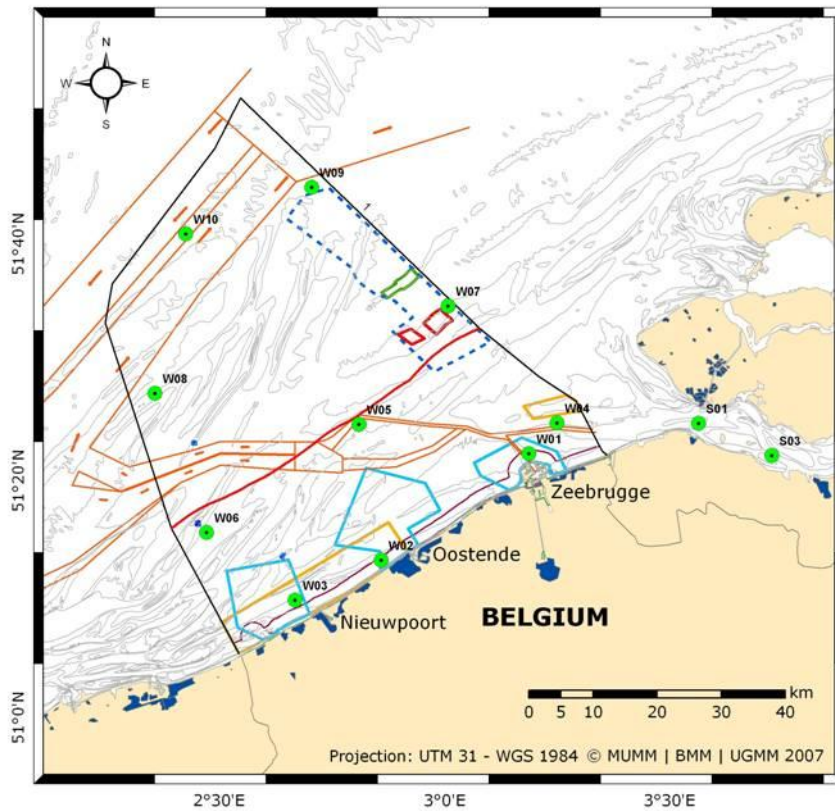 N
W E
S
W09
W10
W07
W08
W05
W04
S01
W01
S03
Zeebrugge
W06
W02
Oostende
W03
Nieuwpoort
BELGIUM
km
0 5 10 20 30 40
Projection: UTM 31 - WGS 1984 © MUMM | BMM | UGMM 2007
51°40'N
51°20'N
51°0'N
2°30'E 3°0'E 3°30'E